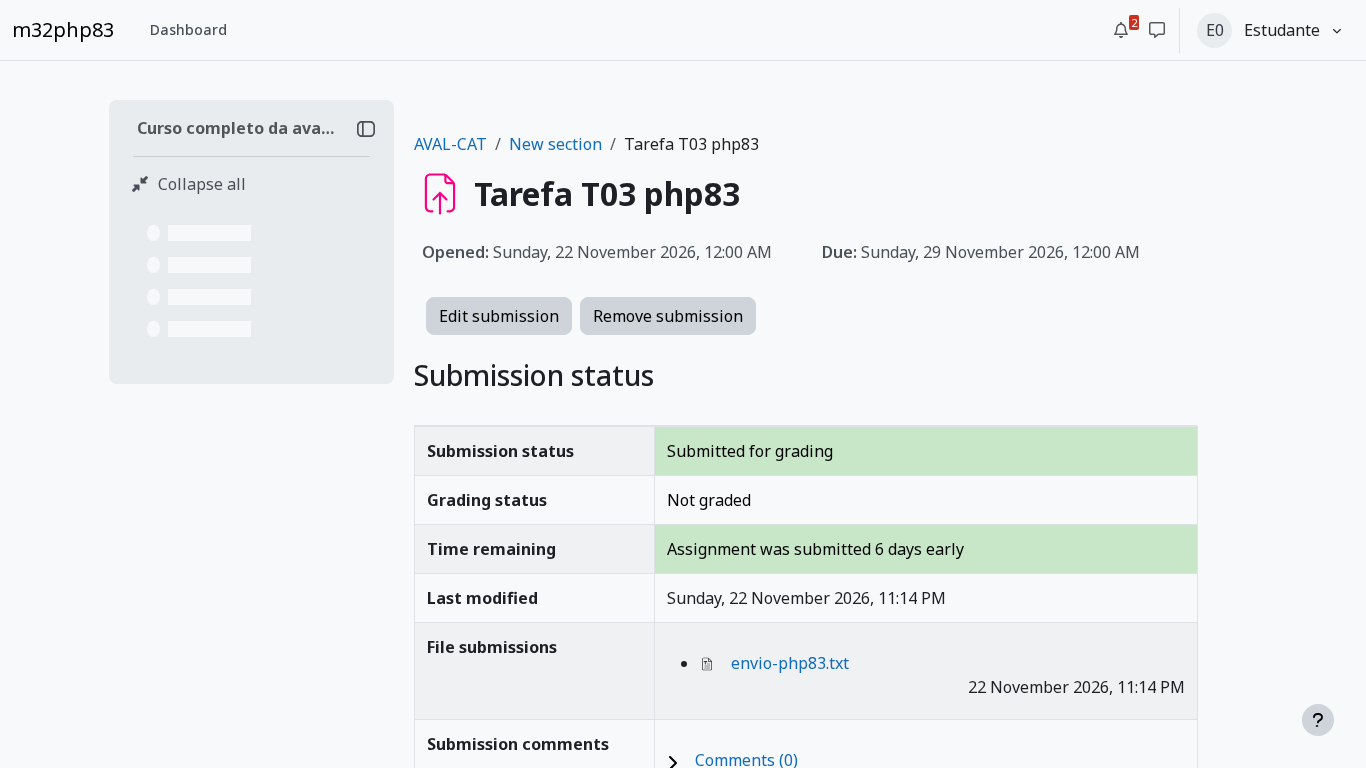 m32php83
Dashboard
2
E0
Estudante
Curso completo da ava...
Collapse all
AVAL-CAT / New section / Tarefa T03 php83
Tarefa T03 php83
Opened: Sunday, 22 November 2026, 12:00 AM
Due: Sunday, 29 November 2026, 12:00 AM
Edit submission
Remove submission
Submission status
Submission status
Submitted for grading
Grading status
Not graded
Time remaining
Assignment was submitted 6 days early
Last modified
Sunday, 22 November 2026, 11:14 PM
File submissions
envio-php83.txt
22 November 2026, 11:14 PM
Submission comments
Comments (0)
?